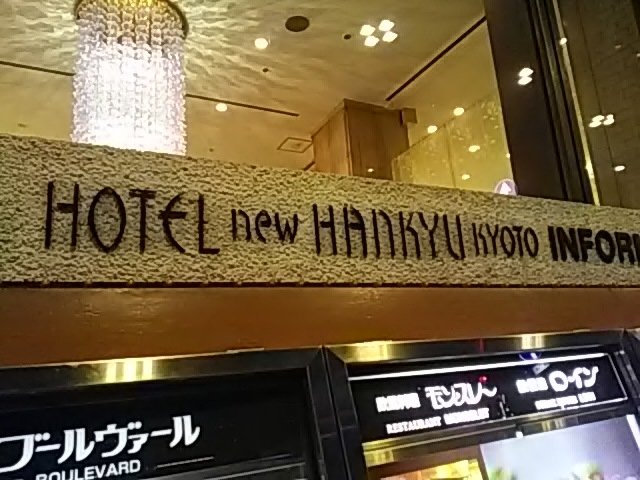 HOTEL new HANKYU KYOTO INFOR
ブールヴァール
BOULEVARD
モンスレー
ロイン
RESTAURANT